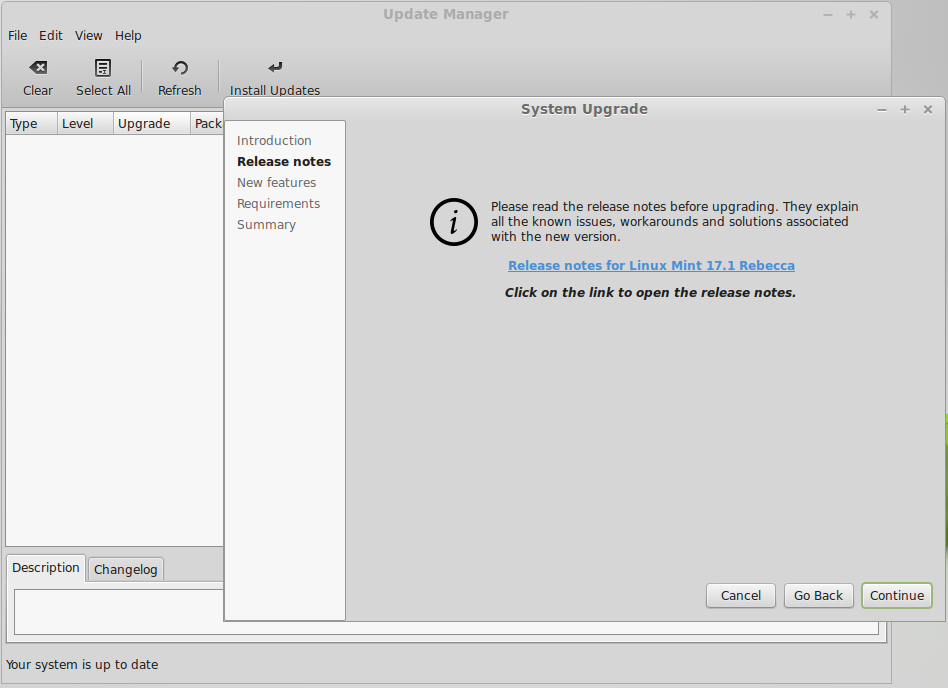 Update Manager
File Edit View Help
Clear Select All Refresh Install Updates
System Upgrade
Type Level Upgrade Pack
Introduction
Release notes
New features
Requirements
Summary
Please read the release notes before upgrading. They explain
all the known issues, workarounds and solutions associated
with the new version.
Release notes for Linux Mint 17.1 Rebecca
Click on the link to open the release notes.
Cancel Go Back Continue
Description Changelog
Your system is up to date